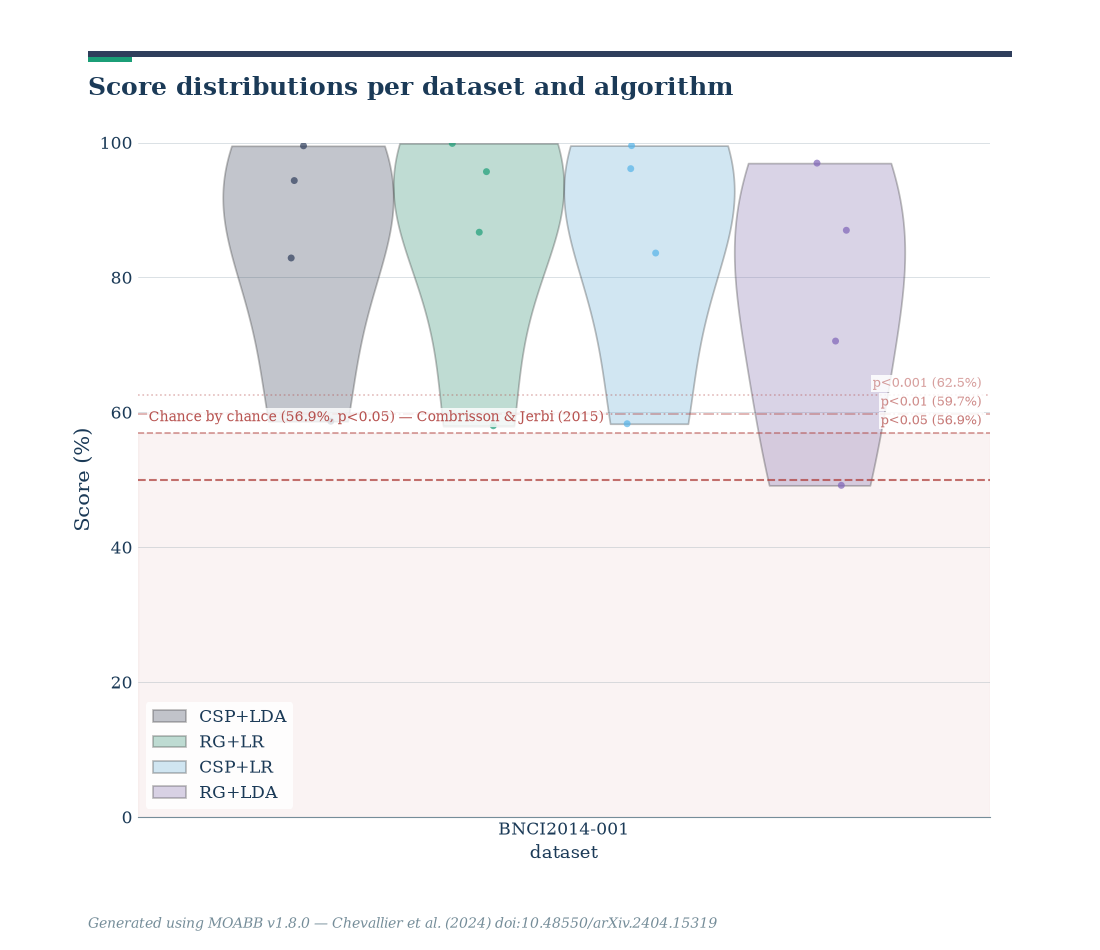 Score distributions per dataset and algorithm
100
80
60
40
20
0
Score (%)
p<0.001 (62.5%)
p<0.01 (59.7%)
p<0.05 (56.9%)
Chance by chance (56.9%, p<0.05) — Combrisson & Jerbi (2015)
CSP+LDA
RG+LR
CSP+LR
RG+LDA
BNCI2014-001
dataset
Generated using MOABB v1.8.0 — Chevallier et al. (2024) doi:10.48550/arXiv.2404.15319